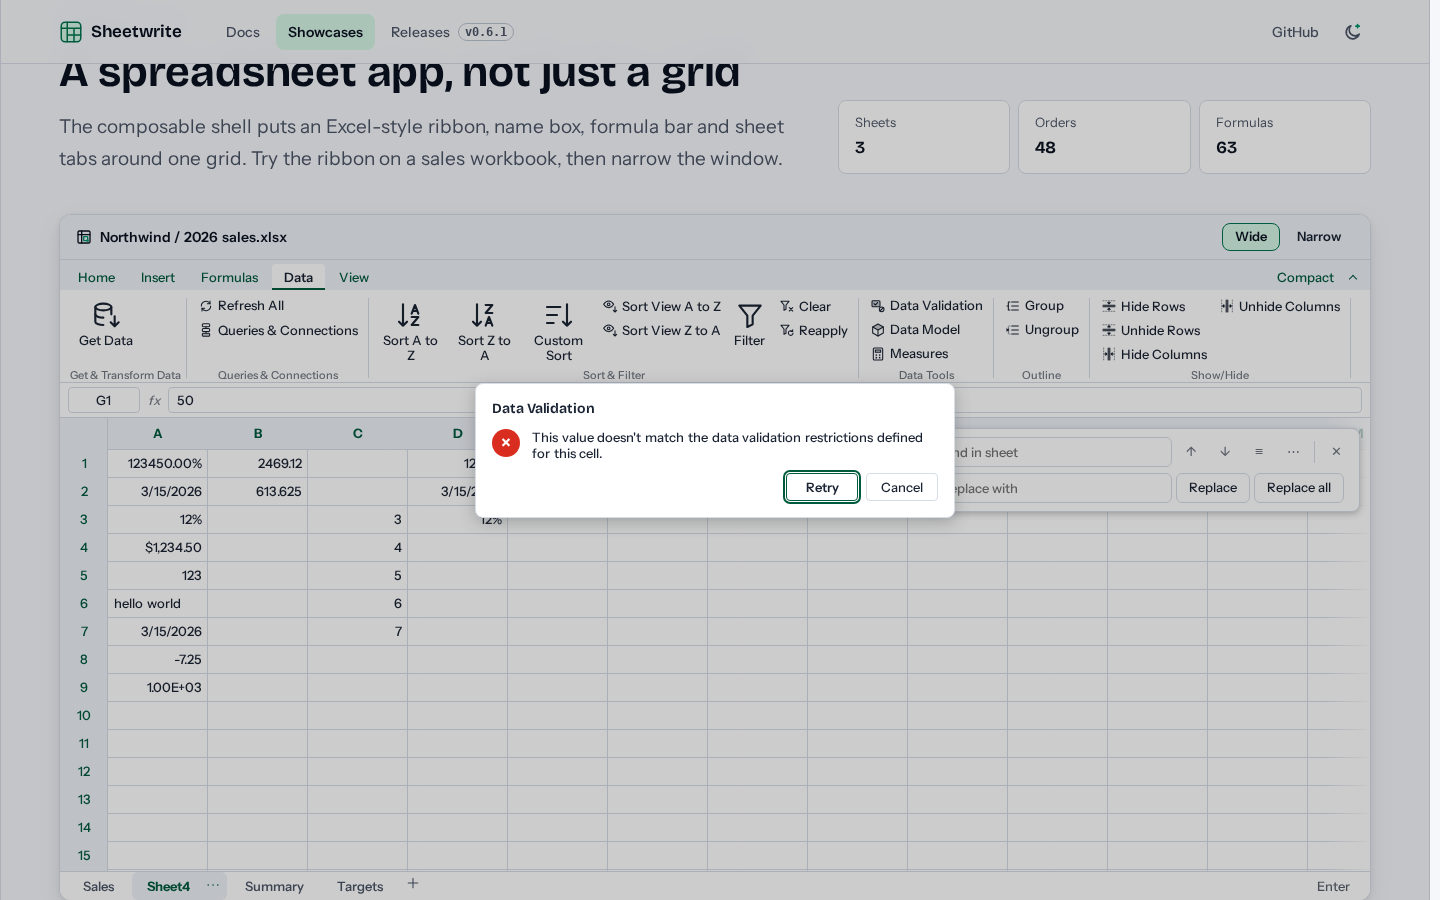 Sheetwrite
Docs
Showcases
Releases
v0.6.1
GitHub
A spreadsheet app, not just a grid
The composable shell puts an Excel-style ribbon, name box, formula bar and sheet
tabs around one grid. Try the ribbon on a sales workbook, then narrow the window.
Sheets
3
Orders
48
Formulas
63
Northwind / 2026 sales.xlsx
Wide
Narrow
Home
Insert
Formulas
Data
View
Compact
Get Data
Get & Transform Data
Refresh All
Queries & Connections
Queries & Connections
Sort A to
Z
Sort Z to
A
Custom
Sort
Sort View A to Z
Sort View Z to A
Filter
Clear
Reapply
Sort & Filter
Data Validation
Data Model
Measures
Data Tools
Group
Ungroup
Outline
Hide Rows
Unhide Rows
Hide Columns
Unhide Columns
Show/Hide
G1
fx
50
Data Validation
This value doesn't match the data validation restrictions defined
for this cell.
Retry
Cancel
nd in sheet
eplace with
Replace
Replace all
A B C D
1 123450.00% 2469.12 12
2 3/15/2026 613.625 3/15/2
3 12% 3 12%
4 $1,234.50 4
5 123 5
6 hello world 6
7 3/15/2026 7
8 -7.25
9 1.00E+03
10
11
12
13
14
15
Sales
Sheet4
Summary
Targets
Enter